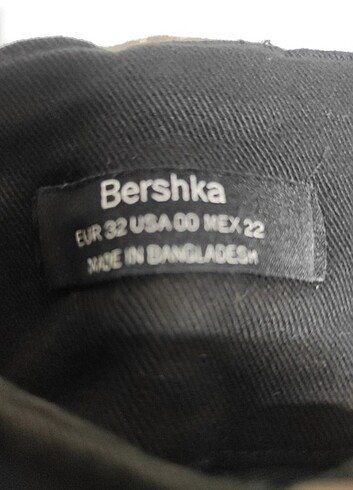 Bershka
EUR 32 USA 00 MEX 22
MADE IN BANGLADESH